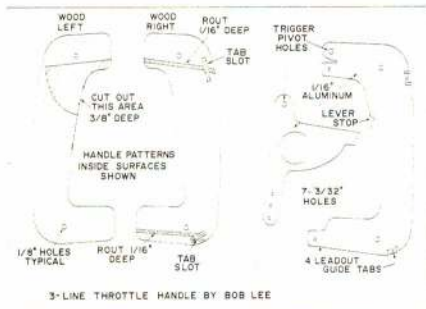 WOOD
LEFT
WOOD
RIGHT
ROUT
1/16" DEEP
TAB
SLOT
TRIGGER
PIVOT
HOLES
CUT OUT
THIS AREA
3/8" DEEP
1/16"
ALUMINUM
LEVER
STOP
HANDLE PATTERNS
INSIDE SURFACES
SHOWN
7-3/32"
HOLES
1/8" HOLES
TYPICAL
ROUT 1/16"
DEEP
TAB
SLOT
4 LEADOUT
GUIDE TABS
3-LINE THROTTLE HANDLE BY BOB LEE